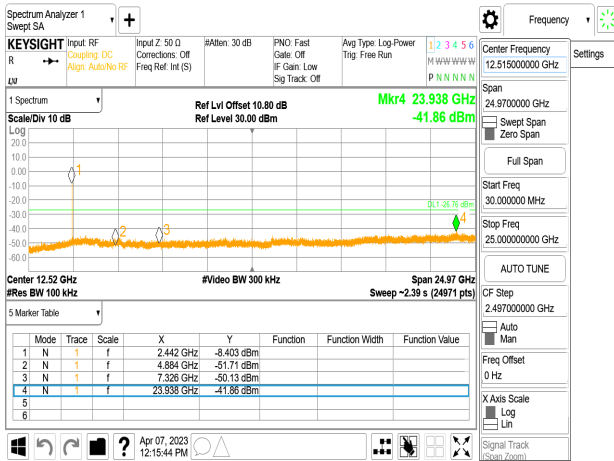 Spectrum Analyzer 1
Swept SA
Frequency
KEYSIGHT
R
Input: RF
Coupling: DC
Align: Auto/No RF
Input Z: 50 Ω
Corrections: Off
Freq Ref: Int (S)
#Atten: 30 dB
PNO: Fast
Gate: Off
IF Gain: Low
Sig Track: Off
Avg Type: Log-Power
Trig: Free Run
1 2 3 4 5 6
M W W W W W
P N N N N N
Center Frequency
12.515000000 GHz
Settings
Span
24.9700000 GHz
Swept Span
Zero Span
Full Span
Start Freq
30.000000 MHz
Stop Freq
25.000000000 GHz
AUTO TUNE
CF Step
2.497000000 GHz
Auto
Man
Freq Offset
0 Hz
X Axis Scale
Log
Lin
Signal Track
(Span Zoom)
1 Spectrum
Scale/Div 10 dB
Ref Lvl Offset 10.80 dB
Ref Level 30.00 dBm
Mkr4 23.938 GHz
-41.86 dBm
Log
20.0
10.0
0.00
-10.0
-20.0
-30.0
-40.0
-50.0
-60.0
1
2
3
4
DL1 -26.76 dBm
Center 12.52 GHz
#Video BW 300 kHz
Span 24.97 GHz
#Res BW 100 kHz
Sweep ~2.39 s (24971 pts)
5 Marker Table
Mode Trace Scale X Y Function Function Width Function Value
1 N 1 f 2.442 GHz -8.403 dBm
2 N 1 f 4.884 GHz -51.71 dBm
3 N 1 f 7.326 GHz -50.13 dBm
4 N 1 f 23.938 GHz -41.86 dBm
5
6
?
Apr 07, 2023
12:15:44 PM